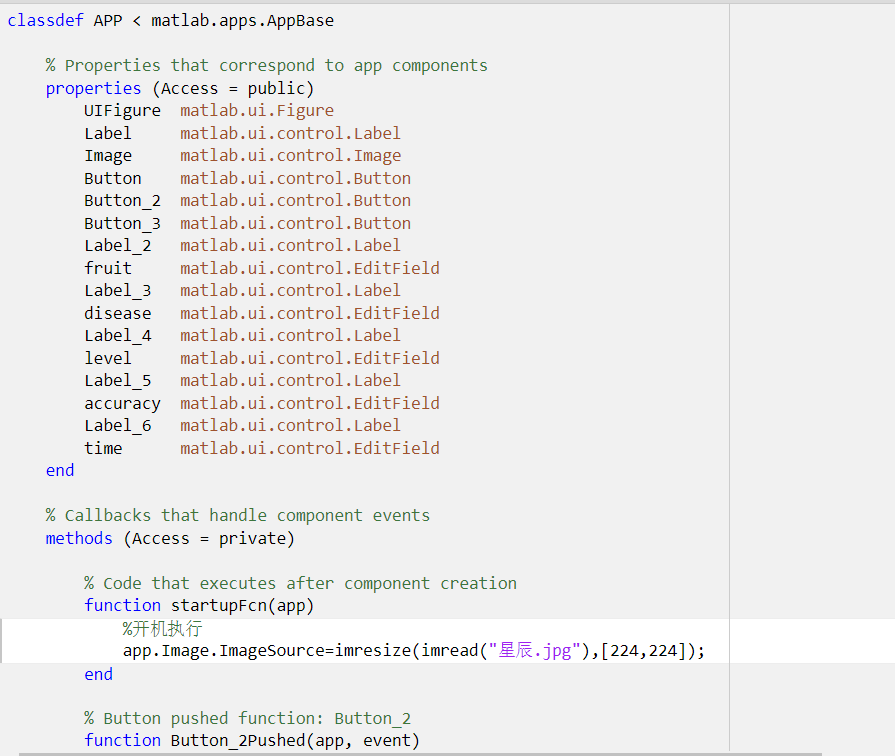 classdef APP < matlab.apps.AppBase
% Properties that correspond to app components
properties (Access = public)
UIFigure matlab.ui.Figure
Label matlab.ui.control.Label
Image matlab.ui.control.Image
Button matlab.ui.control.Button
Button_2 matlab.ui.control.Button
Button_3 matlab.ui.control.Button
Label_2 matlab.ui.control.Label
fruit matlab.ui.control.EditField
Label_3 matlab.ui.control.Label
disease matlab.ui.control.EditField
Label_4 matlab.ui.control.Label
level matlab.ui.control.EditField
Label_5 matlab.ui.control.Label
accuracy matlab.ui.control.EditField
Label_6 matlab.ui.control.Label
time matlab.ui.control.EditField
end
% Callbacks that handle component events
methods (Access = private)
% Code that executes after component creation
function startupFcn(app)
%开机执行
app.Image.ImageSource=imresize(imread("星辰.jpg"),[224,224]);
end
% Button pushed function: Button_2
function Button_2Pushed(app, event)